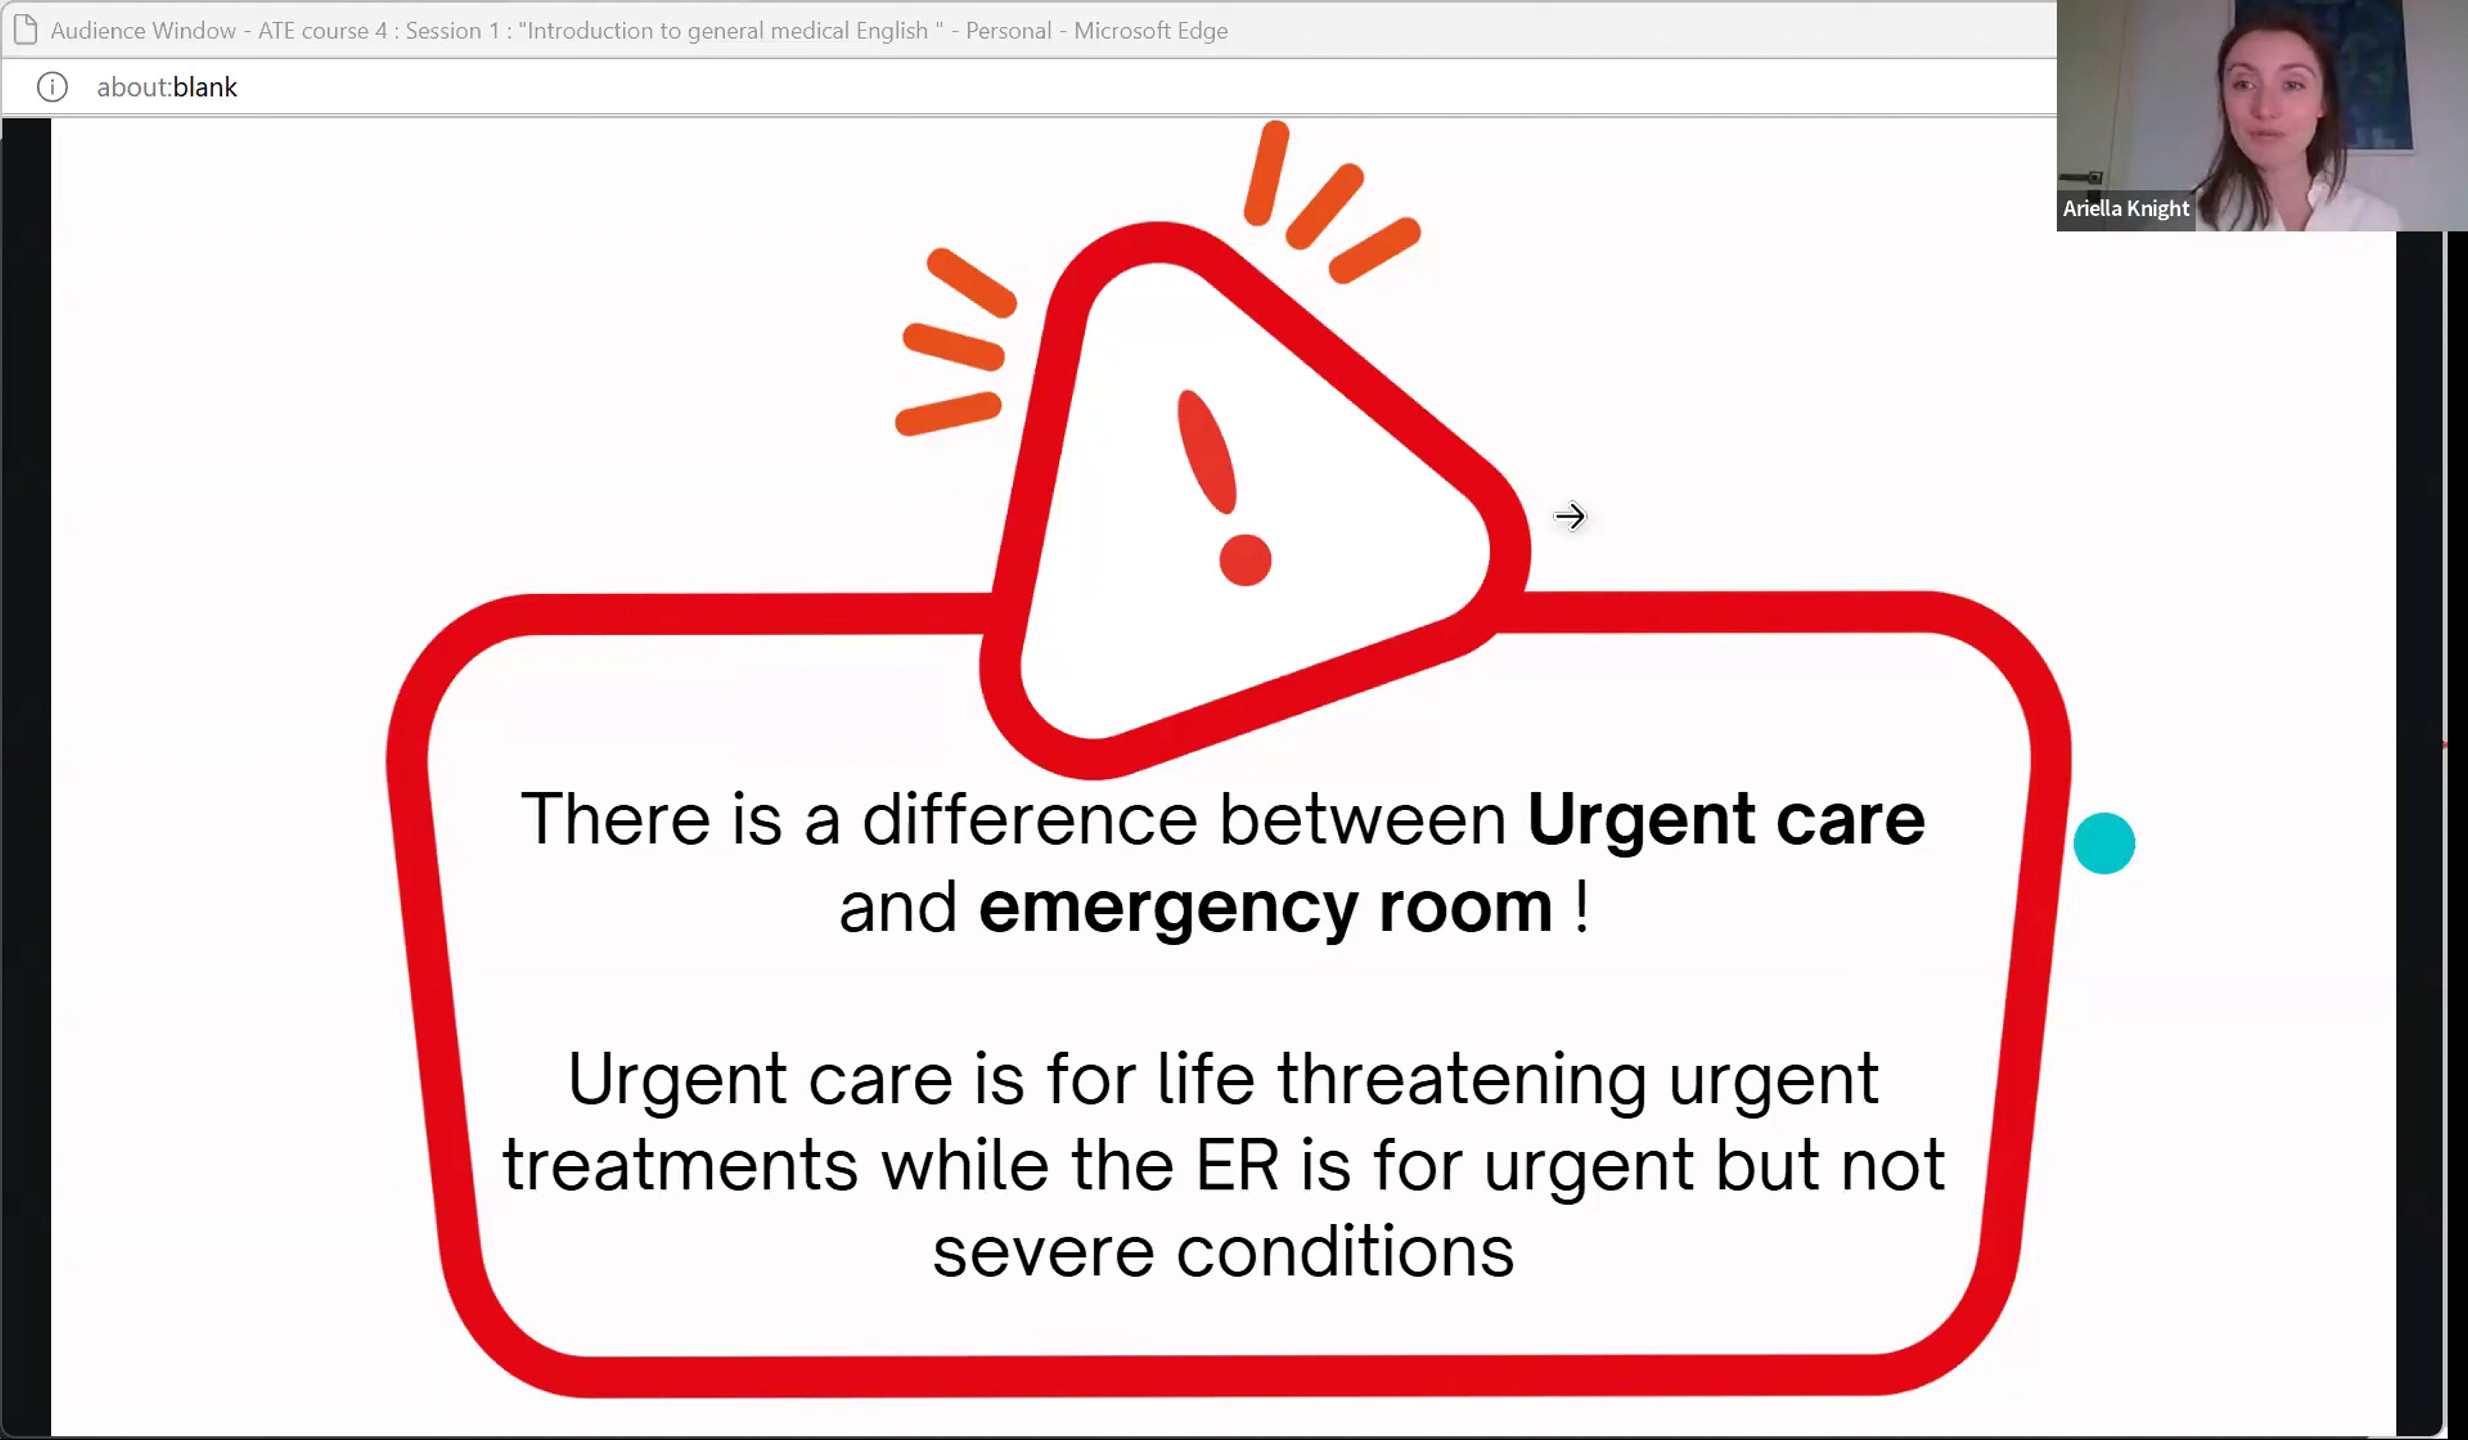 Audience Window - ATE course 4 : Session 1 : "Introduction to general medical English " - Personal - Microsoft Edge
about:blank
Ariella Knight
There is a difference between Urgent care
and emergency room !
Urgent care is for life threatening urgent
treatments while the ER is for urgent but not
severe conditions